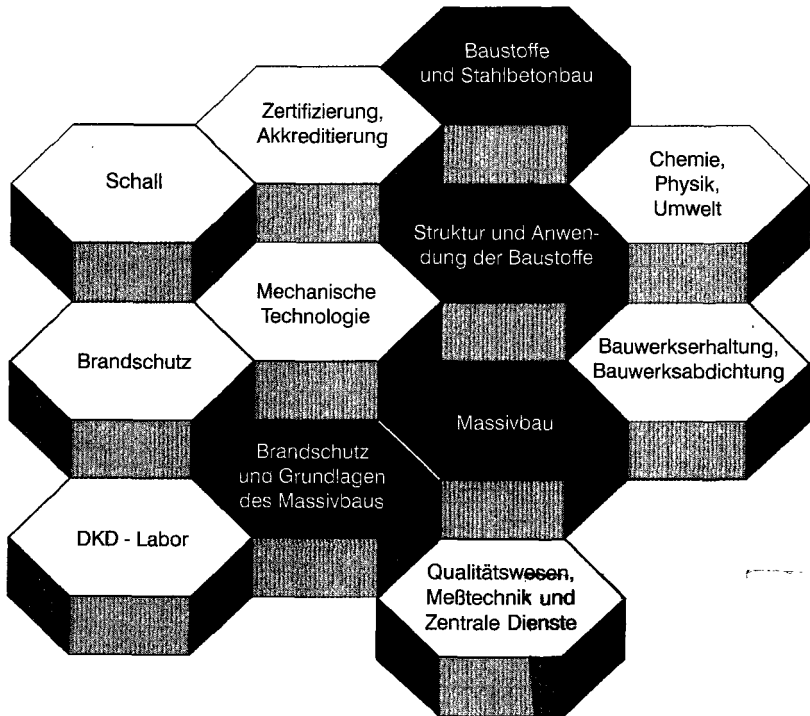 Baustoffe
und Stahlbetonbau
Zertifizierung,
Akkreditierung
Schall
Chemie,
Physik,
Umwelt
Struktur und Anwen-
dung der Baustoffe
Mechanische
Technologie
Brandschutz
Bauwerkserhaltung,
Bauwerksabdichtung
Massivbau
Brandschutz
und Grundlagen
des Massivbaus
DKD - Labor
Qualitätswesen,
Meßtechnik und
Zentrale Dienste